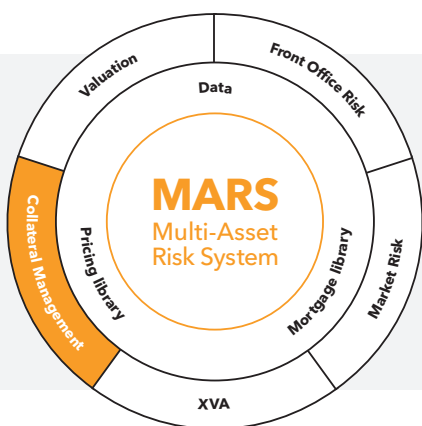 Valuation
Front Office Risk
Data
MARS
Multi-Asset
Risk System
Collateral Management
Pricing library
Mortgage library
Market Risk
XVA